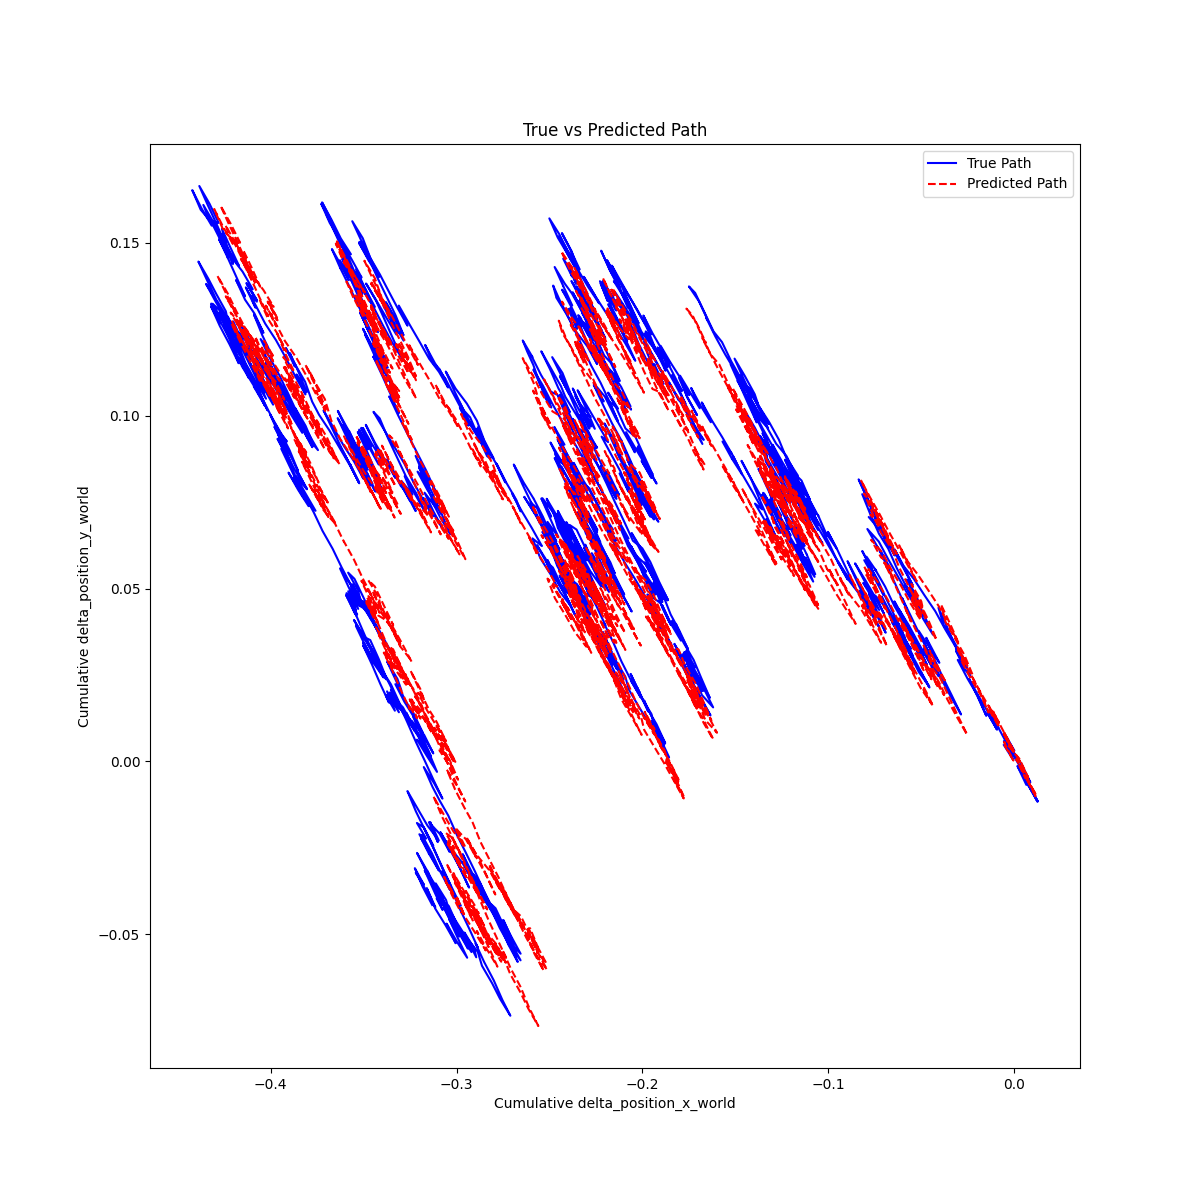 True vs Predicted Path
True Path
Predicted Path
0.15
0.10
0.05
0.00
−0.05
Cumulative delta_position_y_world
−0.4
−0.3
−0.2
−0.1
0.0
Cumulative delta_position_x_world